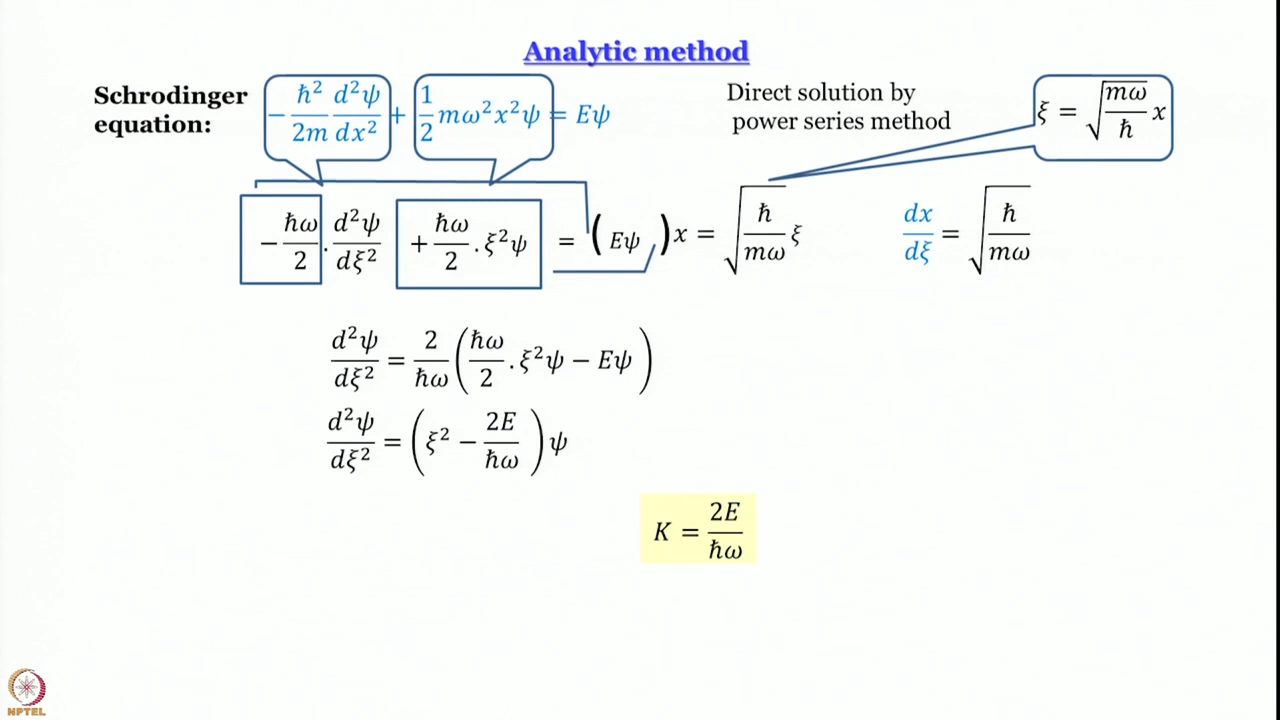 Analytic method
Schrodinger equation: −ħ²/2m d²ψ/dx² + 1/2 mω²x²ψ = Eψ
Direct solution by
power series method
ξ = √(mω/ħ) x
−ħω/2 . d²ψ/dξ² +ħω/2 . ξ²ψ = (Eψ) x = √(ħ/mω) ξ
dx/dξ = √(ħ/mω)
d²ψ/dξ² = 2/ħω (ħω/2 . ξ²ψ − Eψ)
d²ψ/dξ² = (ξ² − 2E/ħω) ψ
K = 2E/ħω
NPTEL